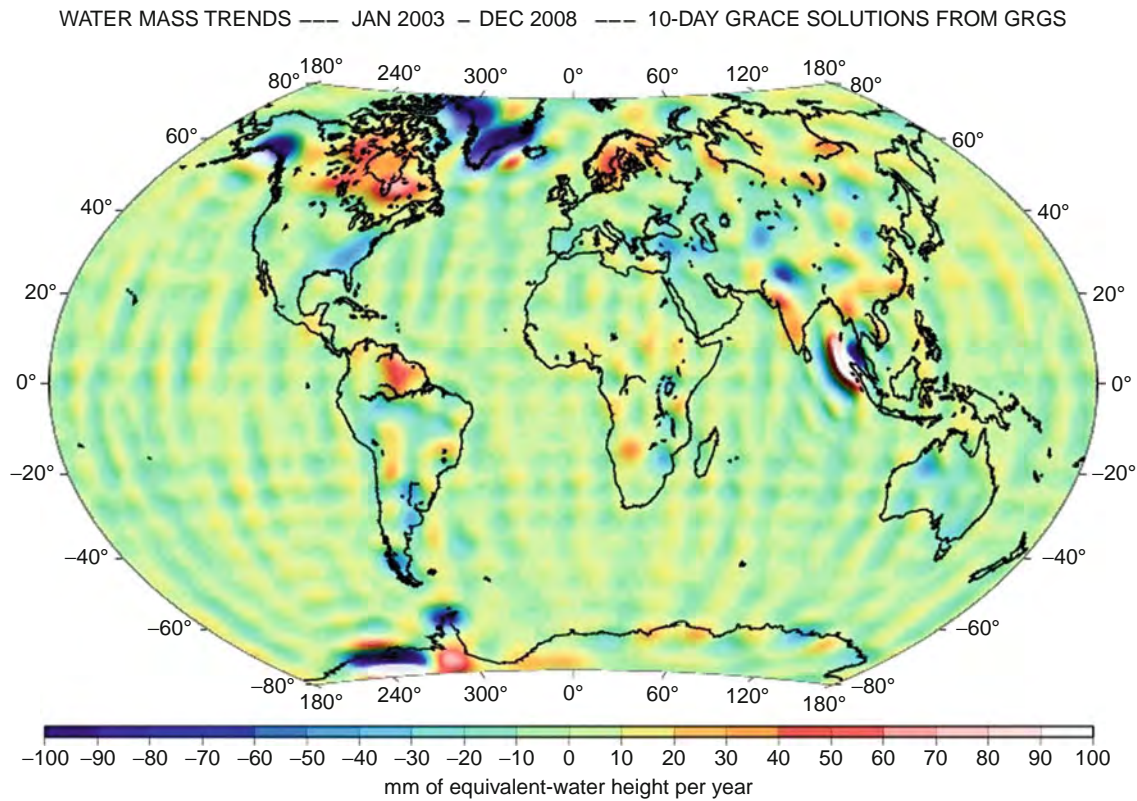 WATER MASS TRENDS --- JAN 2003 – DEC 2008 --- 10-DAY GRACE SOLUTIONS FROM GRGS
180° 240° 300° 0° 60° 120° 180°
80° 80°
60° 60°
40° 40°
20° 20°
0° 0°
–20° –20°
–40° –40°
–60° –60°
–80° –80°
180° 240° 300° 0° 60° 120° 180°
–100 –90 –80 –70 –60 –50 –40 –30 –20 –10 0 10 20 30 40 50 60 70 80 90 100
mm of equivalent-water height per year